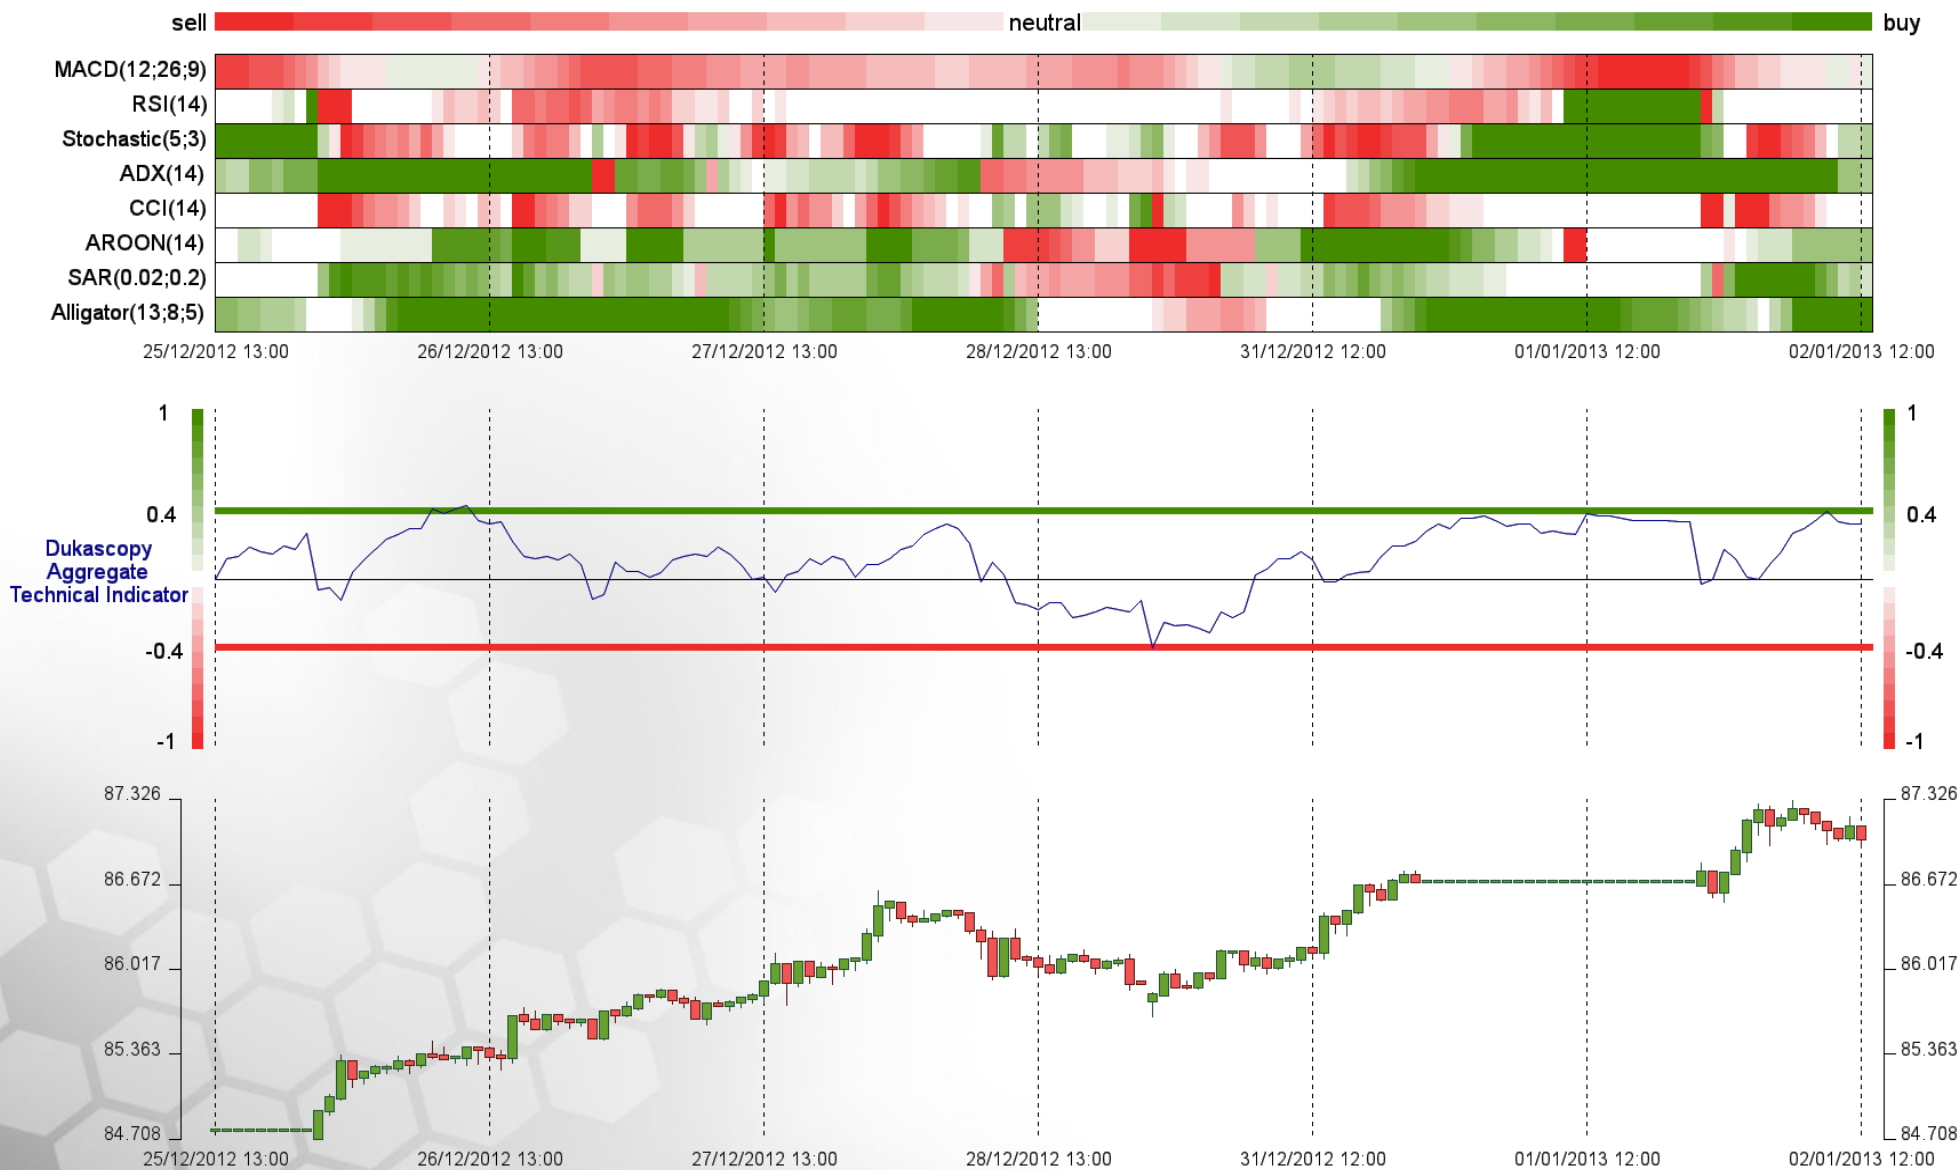 sell neutral buy
MACD(12;26;9)
RSI(14)
Stochastic(5;3)
ADX(14)
CCI(14)
AROON(14)
SAR(0.02;0.2)
Alligator(13;8;5)
25/12/2012 13:00 26/12/2012 13:00 27/12/2012 13:00 28/12/2012 13:00 31/12/2012 12:00 01/01/2013 12:00 02/01/2013 12:00
1 1
0.4 0.4
Dukascopy
Aggregate
Technical Indicator
-0.4 -0.4
-1 -1
87.326 87.326
86.672 86.672
86.017 86.017
85.363 85.363
84.708 84.708
25/12/2012 13:00 26/12/2012 13:00 27/12/2012 13:00 28/12/2012 13:00 31/12/2012 12:00 01/01/2013 12:00 02/01/2013 12:00